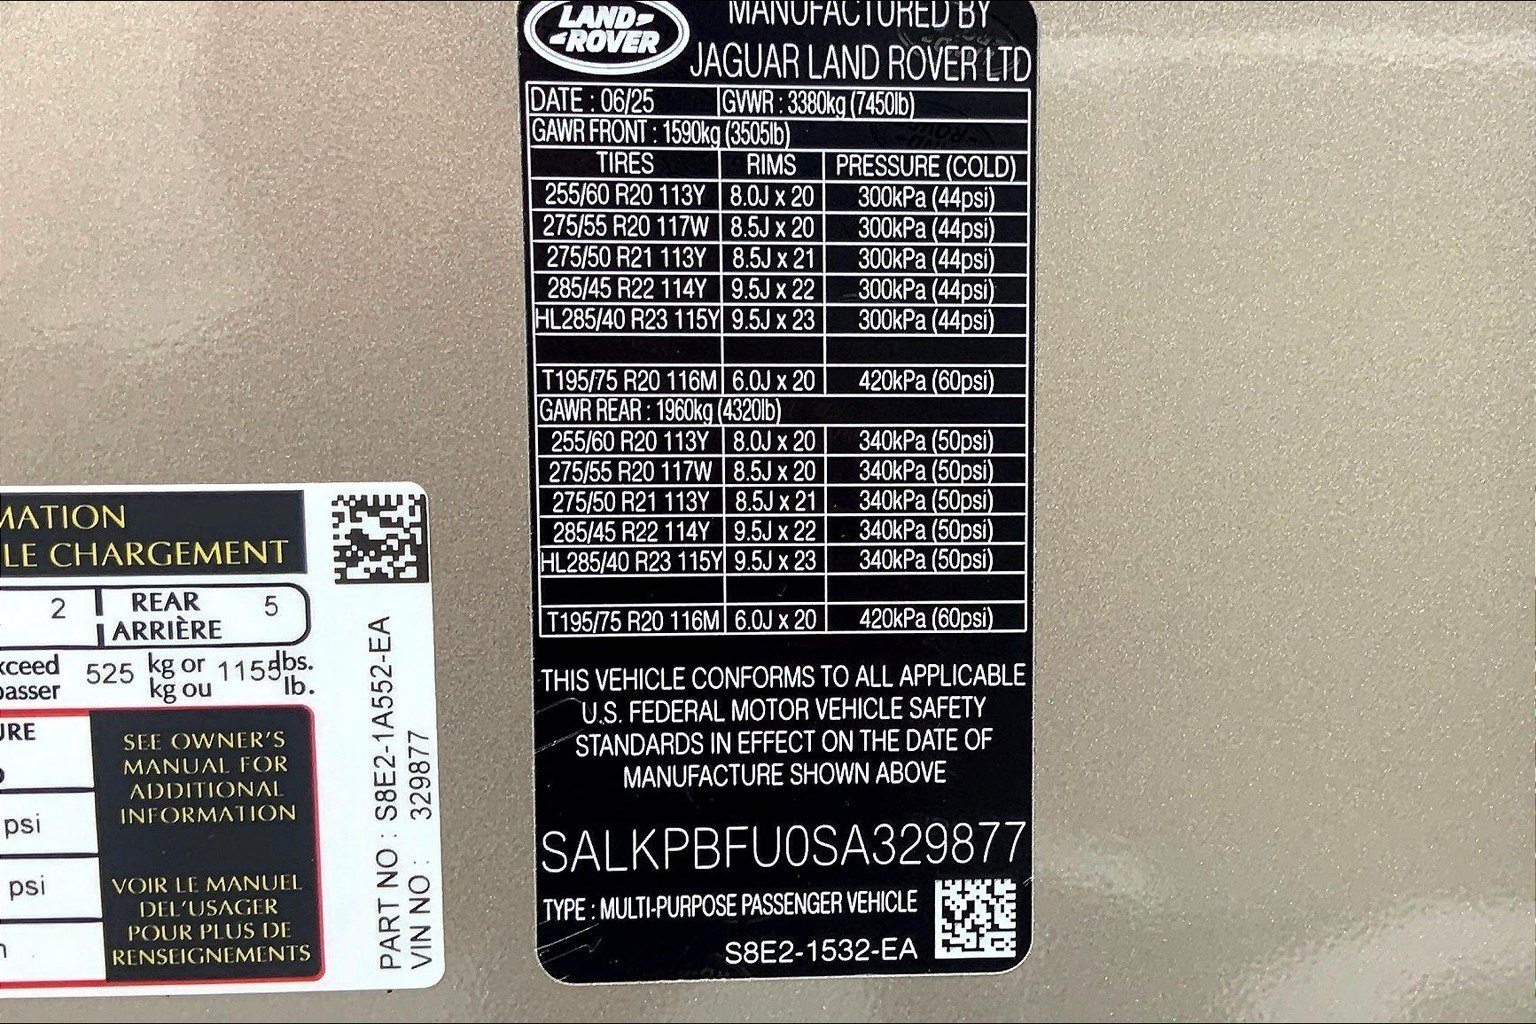 LAND-
-ROVER
MANUFACTURED BY
JAGUAR LAND ROVER LTD
DATE : 06/25 GVWR : 3380kg (7450lb)
GAWR FRONT : 1590kg (3505lb)
TIRES RIMS PRESSURE (COLD)
255/60 R20 113Y 8.0J x 20 300kPa (44psi)
275/55 R20 117W 8.5J x 20 300kPa (44psi)
275/50 R21 113Y 8.5J x 21 300kPa (44psi)
285/45 R22 114Y 9.5J x 22 300kPa (44psi)
HL285/40 R23 115Y 9.5J x 23 300kPa (44psi)
T195/75 R20 116M 6.0J x 20 420kPa (60psi)
GAWR REAR : 1960kg (4320lb)
255/60 R20 113Y 8.0J x 20 340kPa (50psi)
275/55 R20 117W 8.5J x 20 340kPa (50psi)
275/50 R21 113Y 8.5J x 21 340kPa (50psi)
285/45 R22 114Y 9.5J x 22 340kPa (50psi)
HL285/40 R23 115Y 9.5J x 23 340kPa (50psi)
T195/75 R20 116M 6.0J x 20 420kPa (60psi)
THIS VEHICLE CONFORMS TO ALL APPLICABLE
U.S. FEDERAL MOTOR VEHICLE SAFETY
STANDARDS IN EFFECT ON THE DATE OF
MANUFACTURE SHOWN ABOVE
SALKPBFU0SA329877
TYPE : MULTI-PURPOSE PASSENGER VEHICLE
S8E2-1532-EA
MATION
LE CHARGEMENT
2 REAR 5
ARRIÈRE
xceed 525 kg or 1155 lbs.
passer kg ou lb.
URE
SEE OWNER'S
MANUAL FOR
ADDITIONAL
INFORMATION
psi
psi
VOIR LE MANUEL
DEL'USAGER
POUR PLUS DE
RENSEIGNEMENTS
PART NO : S8E2-1A552-EA
VIN NO : 329877